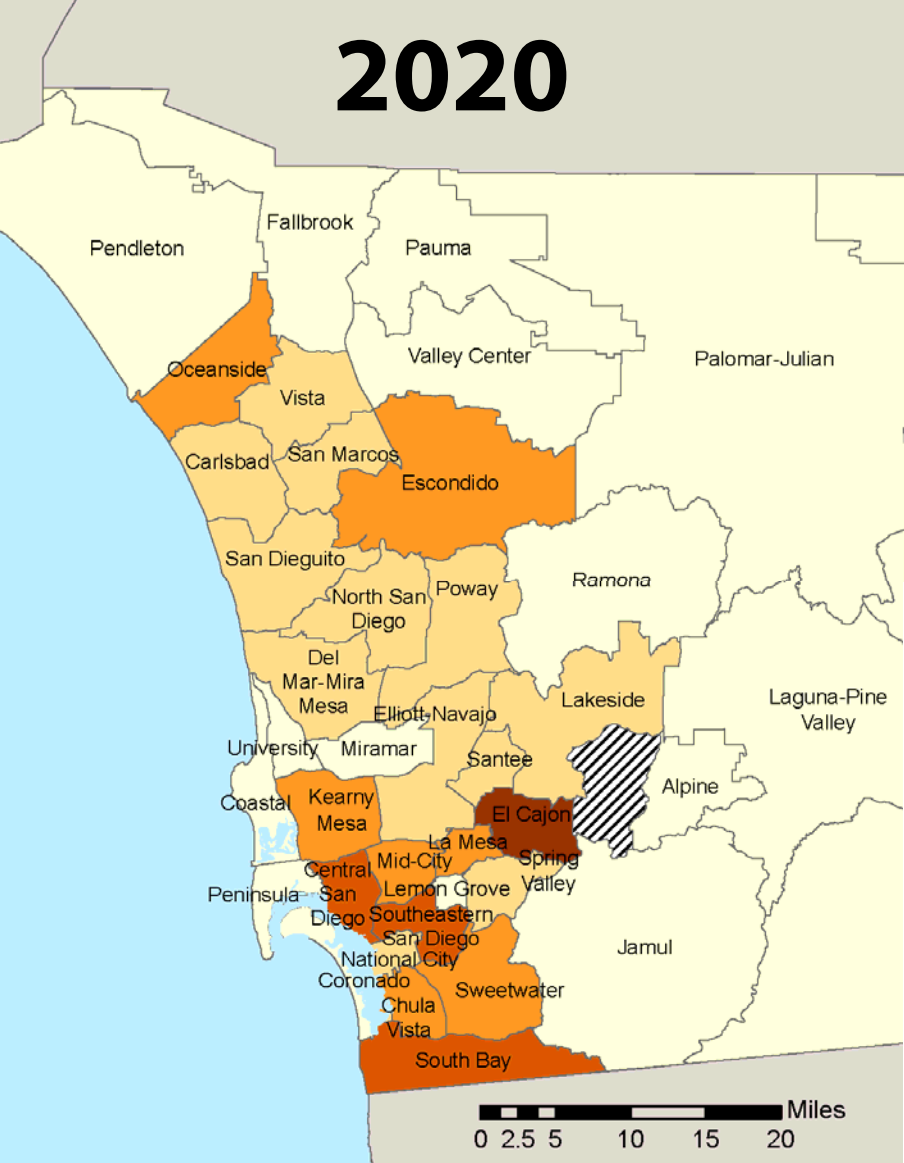 2020
Fallbrook
Pendleton
Pauma
Valley Center
Palomar-Julian
Oceanside
Vista
San Marcos
Carlsbad
Escondido
San Dieguito
Ramona
Poway
North San
Diego
Del
Mar-Mira
Mesa
Lakeside
Laguna-Pine
Valley
Elliott-Navajo
University
Miramar
Santee
Alpine
Coastal
Kearny
Mesa
El Cajon
La Mesa
Mid-City
Spring
Valley
Central
San
Diego
Peninsula
Lemon Grove
Southeastern
San Diego
National City
Jamul
Coronado
Sweetwater
Chula
Vista
South Bay
Miles
0 2.5 5 10 15 20